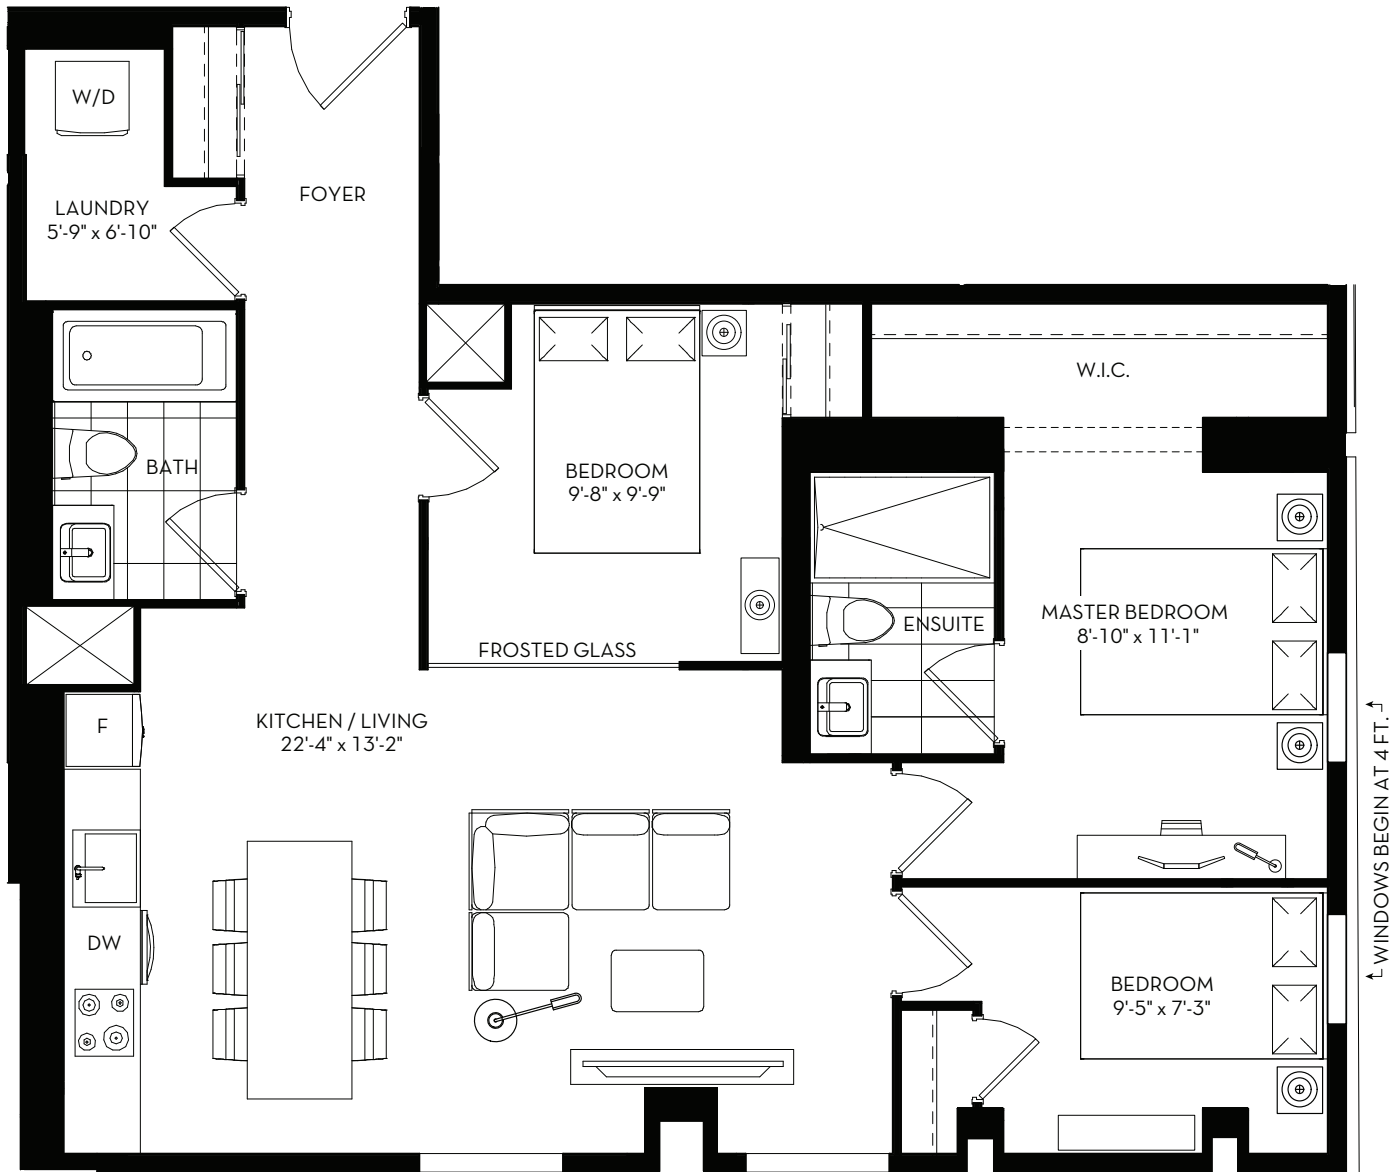 W/D
FOYER
LAUNDRY
5'-9" x 6'-10"
W.I.C.
BATH
BEDROOM
9'-8" x 9'-9"
MASTER BEDROOM
8'-10" x 11'-1"
ENSUITE
FROSTED GLASS
F
KITCHEN / LIVING
22'-4" x 13'-2"
WINDOWS BEGIN AT 4 FT.
DW
BEDROOM
9'-5" x 7'-3"